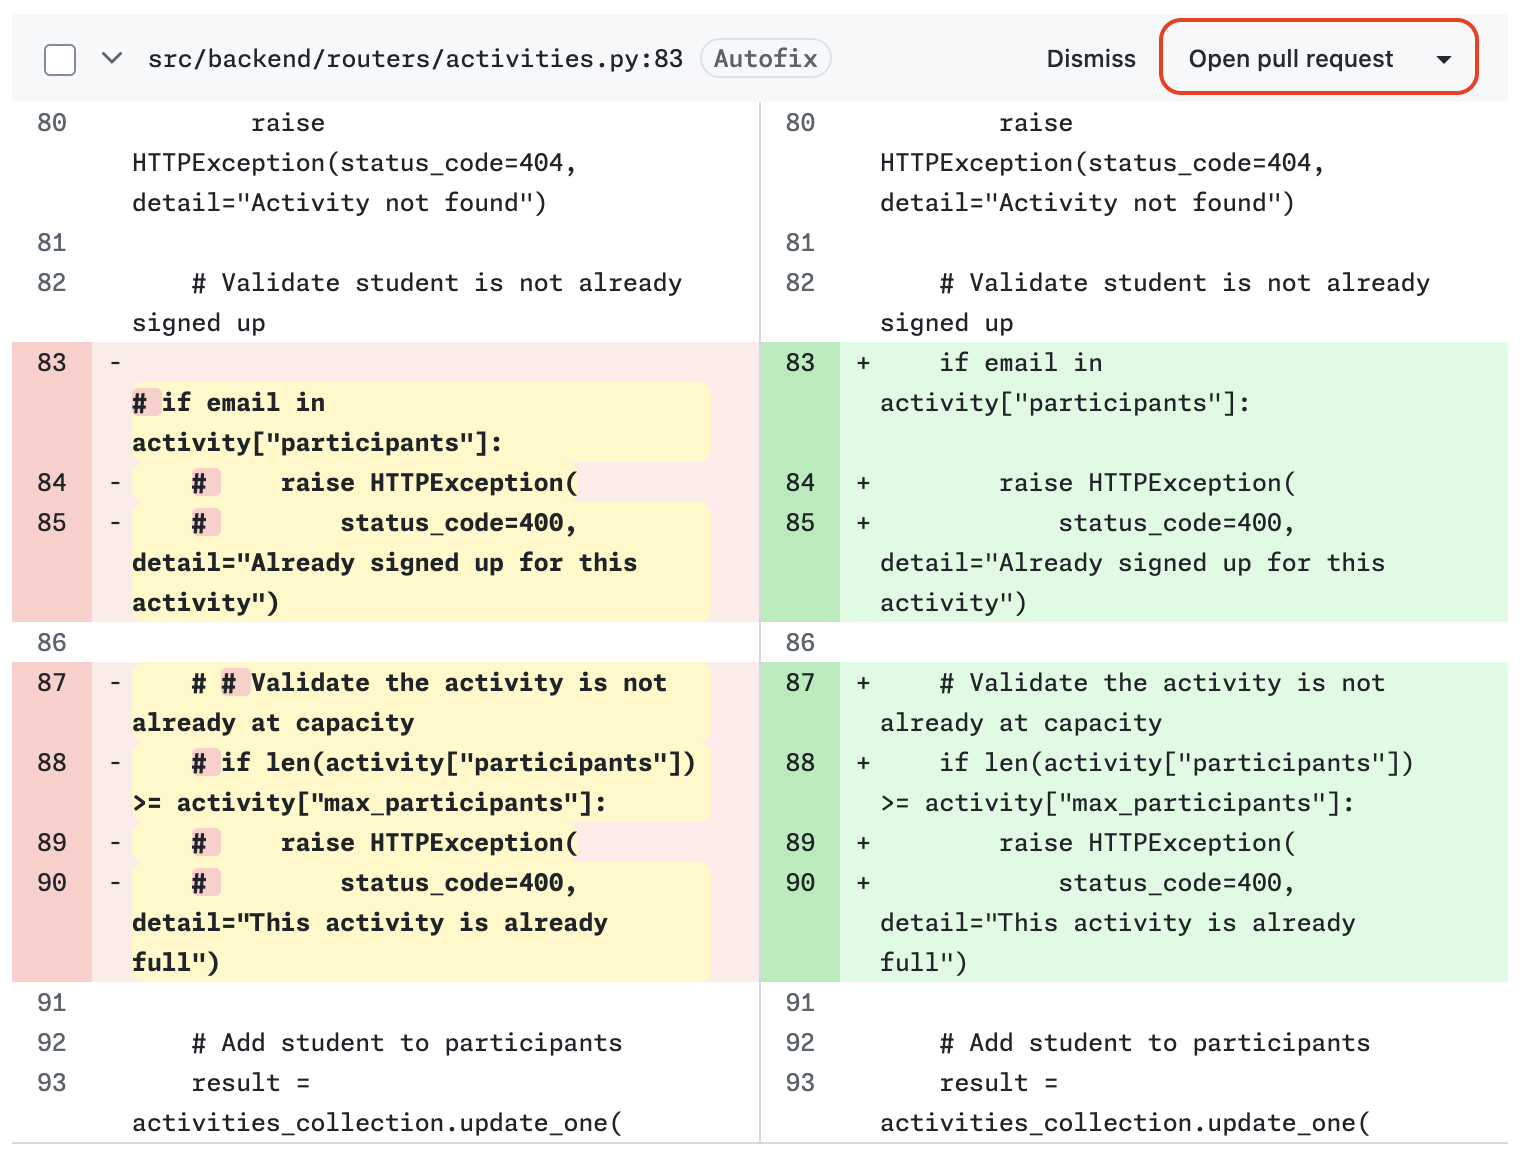 src/backend/routers/activities.py:83 Autofix Dismiss Open pull request
80 raise
HTTPException(status_code=404,
detail="Activity not found")
81
82 # Validate student is not already
signed up
83 -
# if email in
activity["participants"]:
84 - # raise HTTPException(
85 - # status_code=400,
detail="Already signed up for this
activity")
86
87 - # # Validate the activity is not
already at capacity
88 - # if len(activity["participants"])
>= activity["max_participants"]:
89 - # raise HTTPException(
90 - # status_code=400,
detail="This activity is already
full")
91
92 # Add student to participants
93 result =
activities_collection.update_one(
80 raise
HTTPException(status_code=404,
detail="Activity not found")
81
82 # Validate student is not already
signed up
83 + if email in
activity["participants"]:
84 + raise HTTPException(
85 + status_code=400,
detail="Already signed up for this
activity")
86
87 + # Validate the activity is not
already at capacity
88 + if len(activity["participants"])
>= activity["max_participants"]:
89 + raise HTTPException(
90 + status_code=400,
detail="This activity is already
full")
91
92 # Add student to participants
93 result =
activities_collection.update_one(